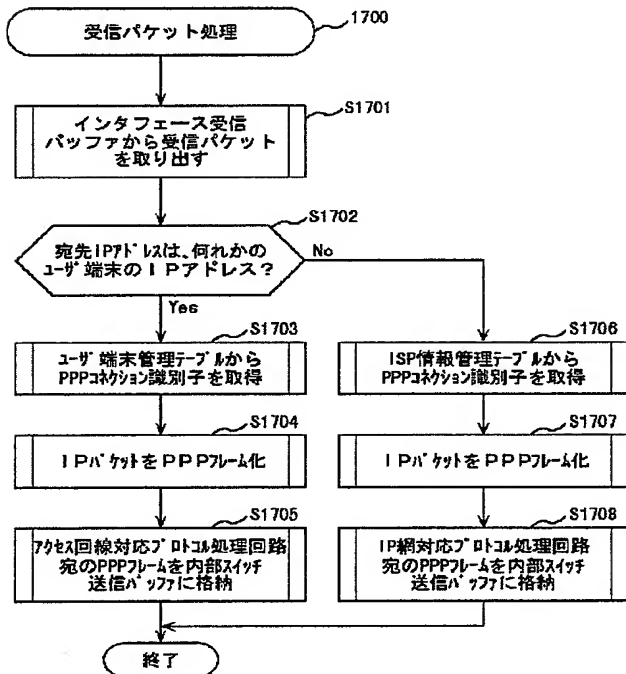 受信パケット処理
1700
S1701
インタフェース受信
バッファから受信パケット
を取り出す
S1702
宛先IPアドレスは、何れかの
ユーザ端末のIPアドレス?
No
Yes
S1703
ユーザ端末管理テーブルから
PPPコネクション識別子を取得
S1706
ISP情報管理テーブルから
PPPコネクション識別子を取得
S1704
IPパケットをPPPフレーム化
S1707
IPパケットをPPPフレーム化
S1705
アクセス回線対応プロトコル処理回路
宛のPPPフレームを内部スイッチ
送信バッファに格納
S1708
IP網対応プロトコル処理回路
宛のPPPフレームを内部スイッチ
送信バッファに格納
終了